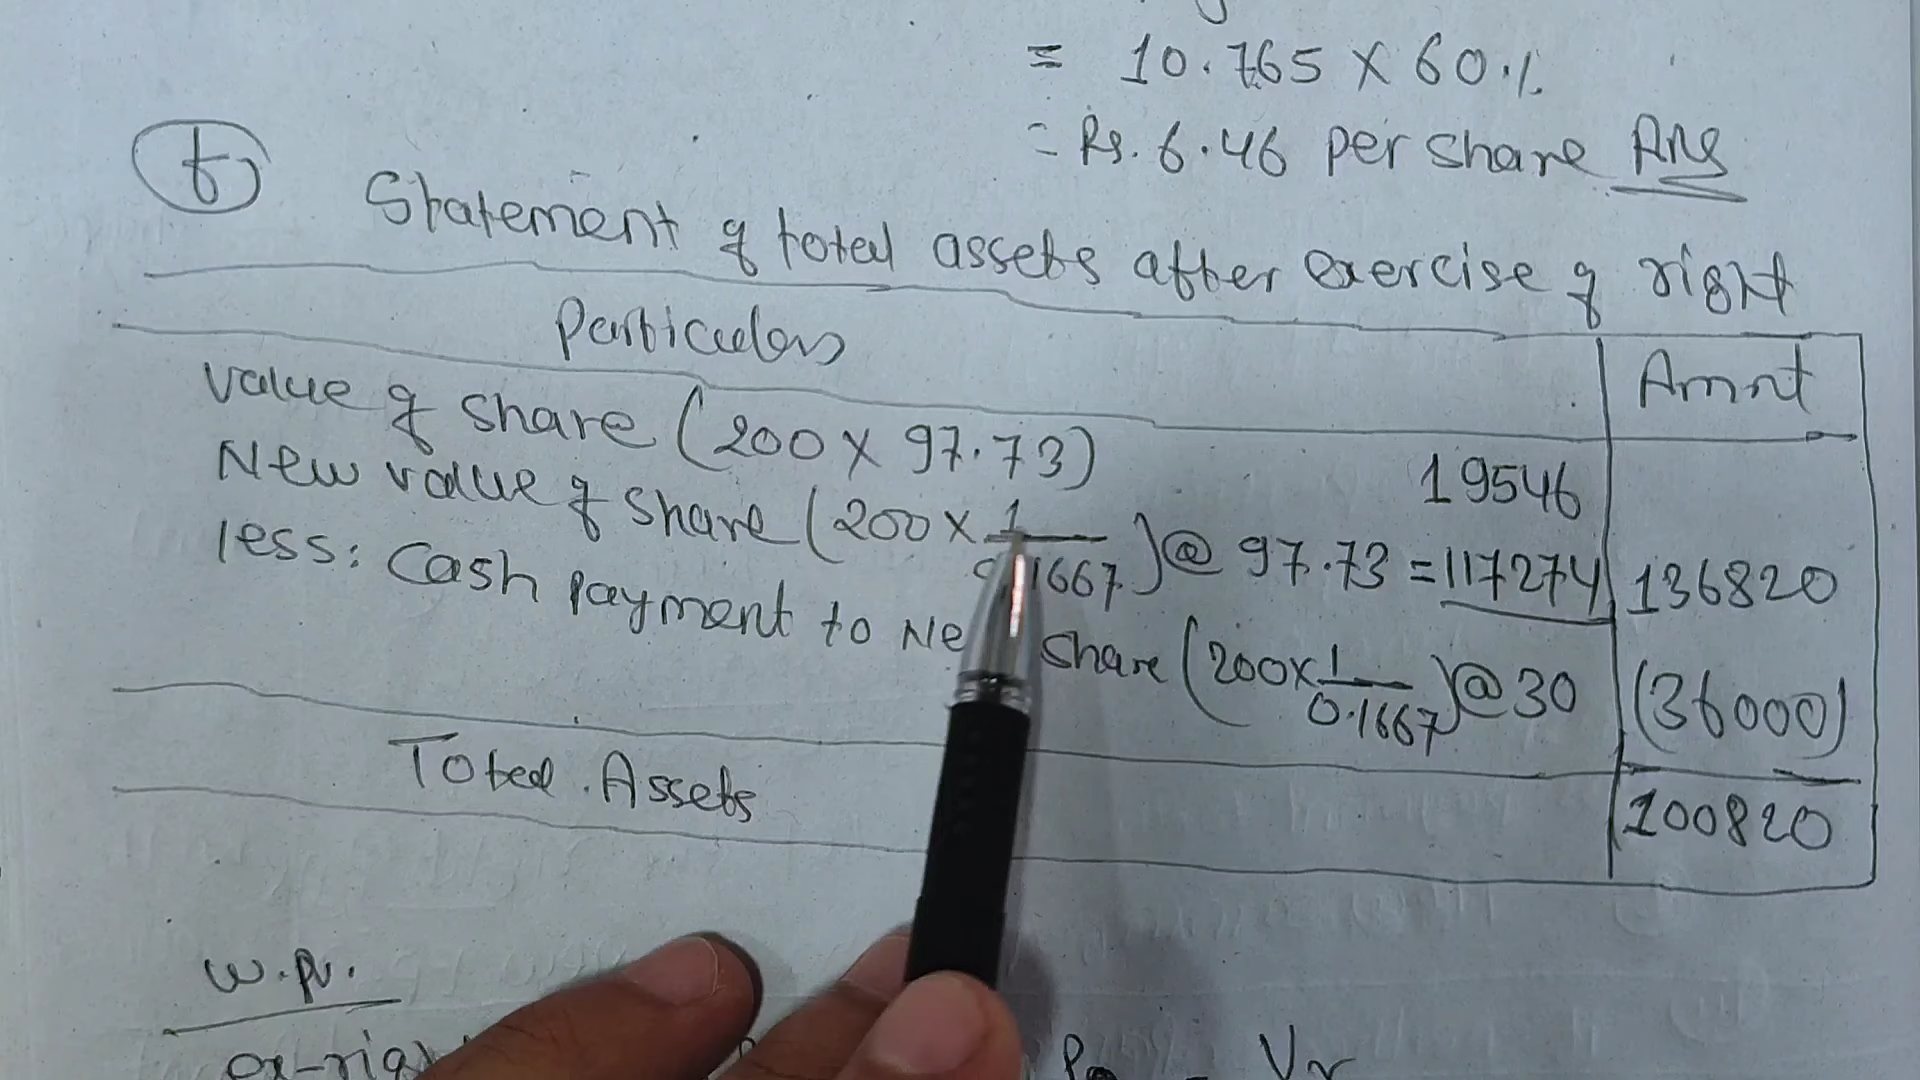 = 10.765 X 60%
= Rs. 6.46 per share Ans
f
Statement of total assets after exercise of right
Particulars Amnt
Value of share (200 X 97.73) 19546
New value of share (200 x 1/0.1667) @ 97.73 = 117274 136820
less: Cash payment to New share (200 x 1/0.1667) @ 30 (36000)
Total Assets 100820
w.n.
ex-right